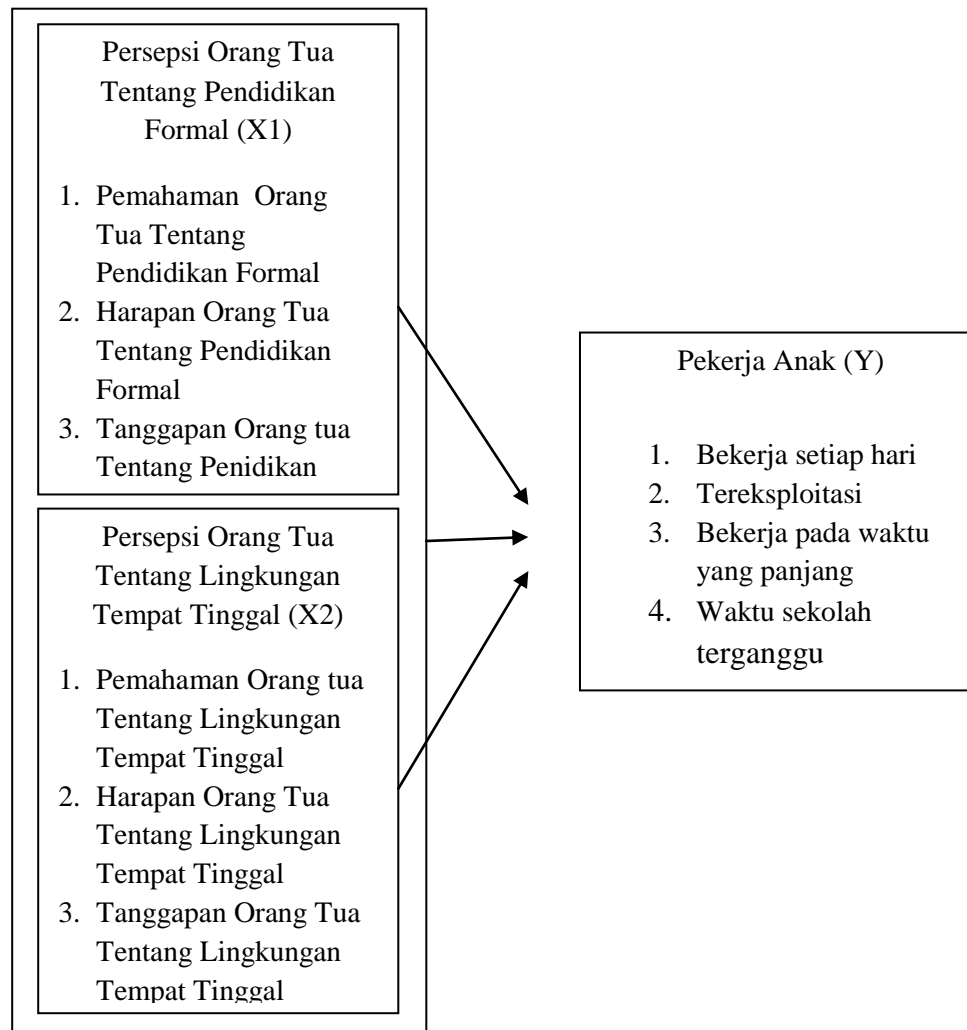 Persepsi Orang Tua
Tentang Pendidikan
Formal (X1)
1. Pemahaman Orang
Tua Tentang
Pendidikan Formal
2. Harapan Orang Tua
Tentang Pendidikan
Formal
3. Tanggapan Orang tua
Tentang Penidikan
Persepsi Orang Tua
Tentang Lingkungan
Tempat Tinggal (X2)
1. Pemahaman Orang tua
Tentang Lingkungan
Tempat Tinggal
2. Harapan Orang Tua
Tentang Lingkungan
Tempat Tinggal
3. Tanggapan Orang Tua
Tentang Lingkungan
Tempat Tinggal
Pekerja Anak (Y)
1. Bekerja setiap hari
2. Tereksploitasi
3. Bekerja pada waktu
yang panjang
4. Waktu sekolah
terganggu